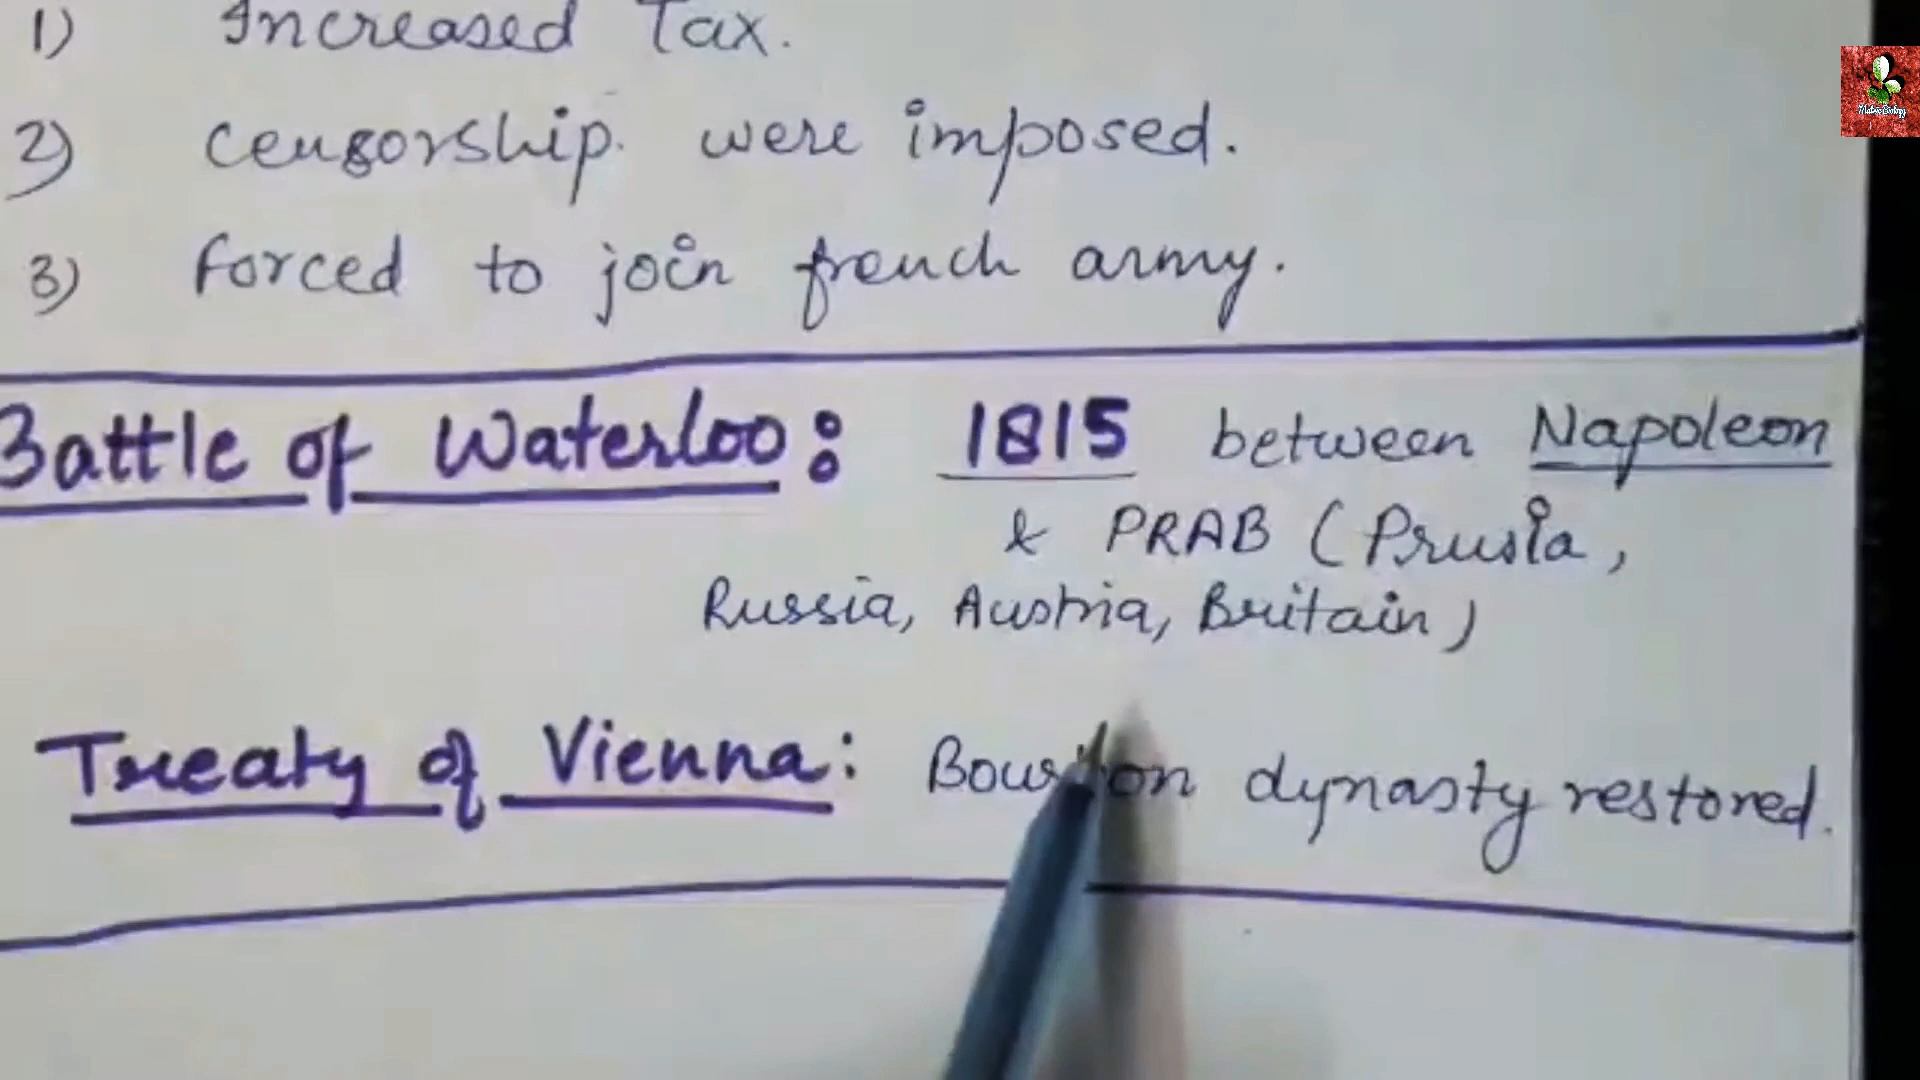 1) Increased Tax.
2) censorship. were imposed.
3) forced to join french army.
Battle of Waterloo: 1815 between Napoleon
& PRAB (Prusia,
Russia, Austria, Britain)
Treaty of Vienna: Bourbon dynasty restored.